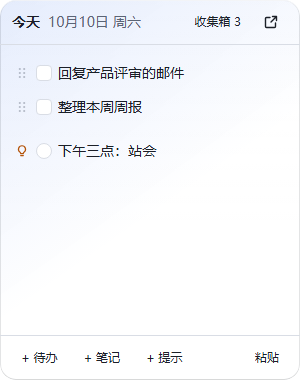 今天 10月10日 周六 收集箱 3
回复产品评审的邮件
整理本周周报
下午三点：站会
+ 待办 + 笔记 + 提示 粘贴